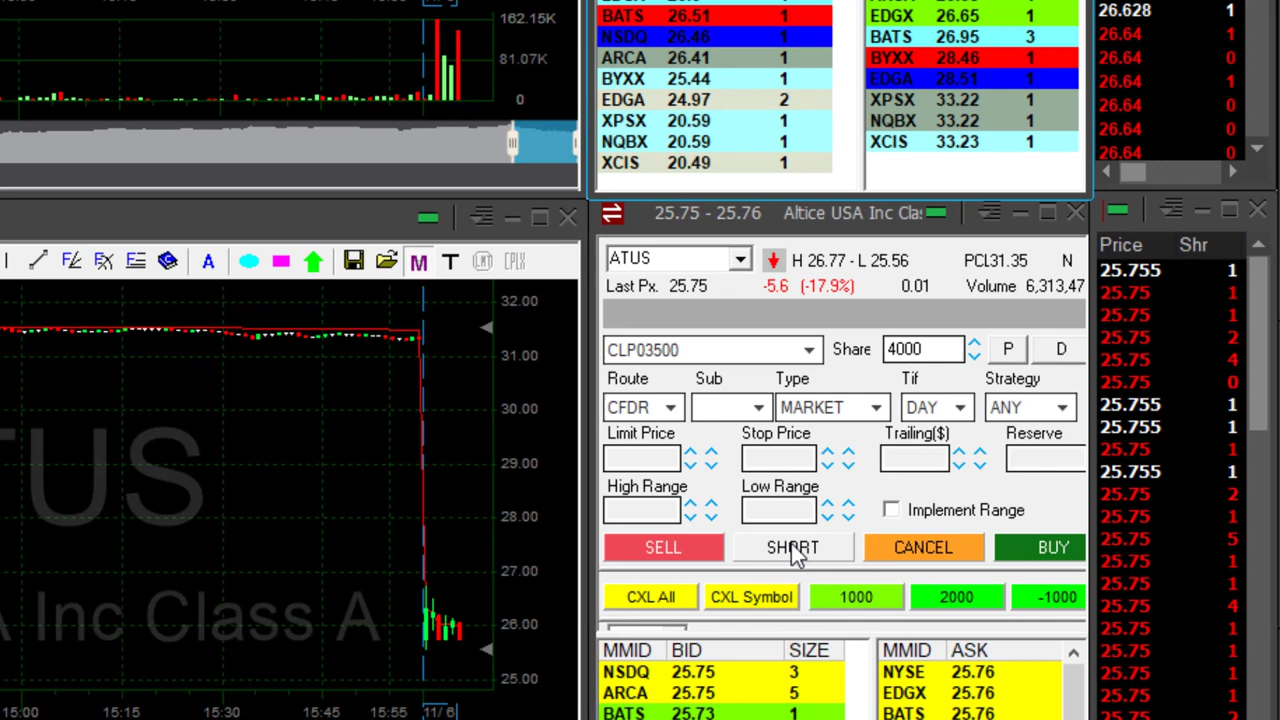 162.15K
81.07K
0
BATS 26.51 1
NSDQ 26.46 1
ARCA 26.41 1
BYXX 25.44 1
EDGA 24.97 2
XPSX 20.59 1
NQBX 20.59 1
XCIS 20.49 1
EDGX 26.65 1
BATS 26.95 3
BYXX 28.46 1
EDGA 28.51 1
XPSX 33.22 1
NQBX 33.22 1
XCIS 33.23 1
26.628 1
26.64 1
26.64 0
26.64 1
26.64 0
26.64 0
26.64 0
25.75 - 25.76 Altice USA Inc Cla
ATUS H 26.77 - L 25.56 PCL31.35 N
Last Px. 25.75 -5.6 (-17.9%) 0.01 Volume 6,313,47
CLP03500 Share 4000 P D
Route Sub Type Tif Strategy
CFDR MARKET DAY ANY
Limit Price Stop Price Trailing($) Reserve
High Range Low Range
Implement Range
SELL SHORT CANCEL BUY
CXL All CXL Symbol 1000 2000 -1000
MMID BID SIZE
NSDQ 25.75 3
ARCA 25.75 5
BATS 25.73 1
MMID ASK
NYSE 25.76
EDGX 25.76
BATS 25.76
Price Shr
25.755 1
25.75 1
25.75 1
25.75 2
25.75 4
25.75 0
25.755 1
25.755 1
25.75 1
25.755 1
25.75 2
25.75 1
25.75 5
25.75 1
25.75 1
25.75 4
25.75 1
25.75 1
25.75 1
25.75 1
A M T
32.00
31.00
30.00
29.00
28.00
27.00
26.00
25.00
TUS
A Inc Class A
15:00 15:15 15:30 15:45 15:55 11/ 6